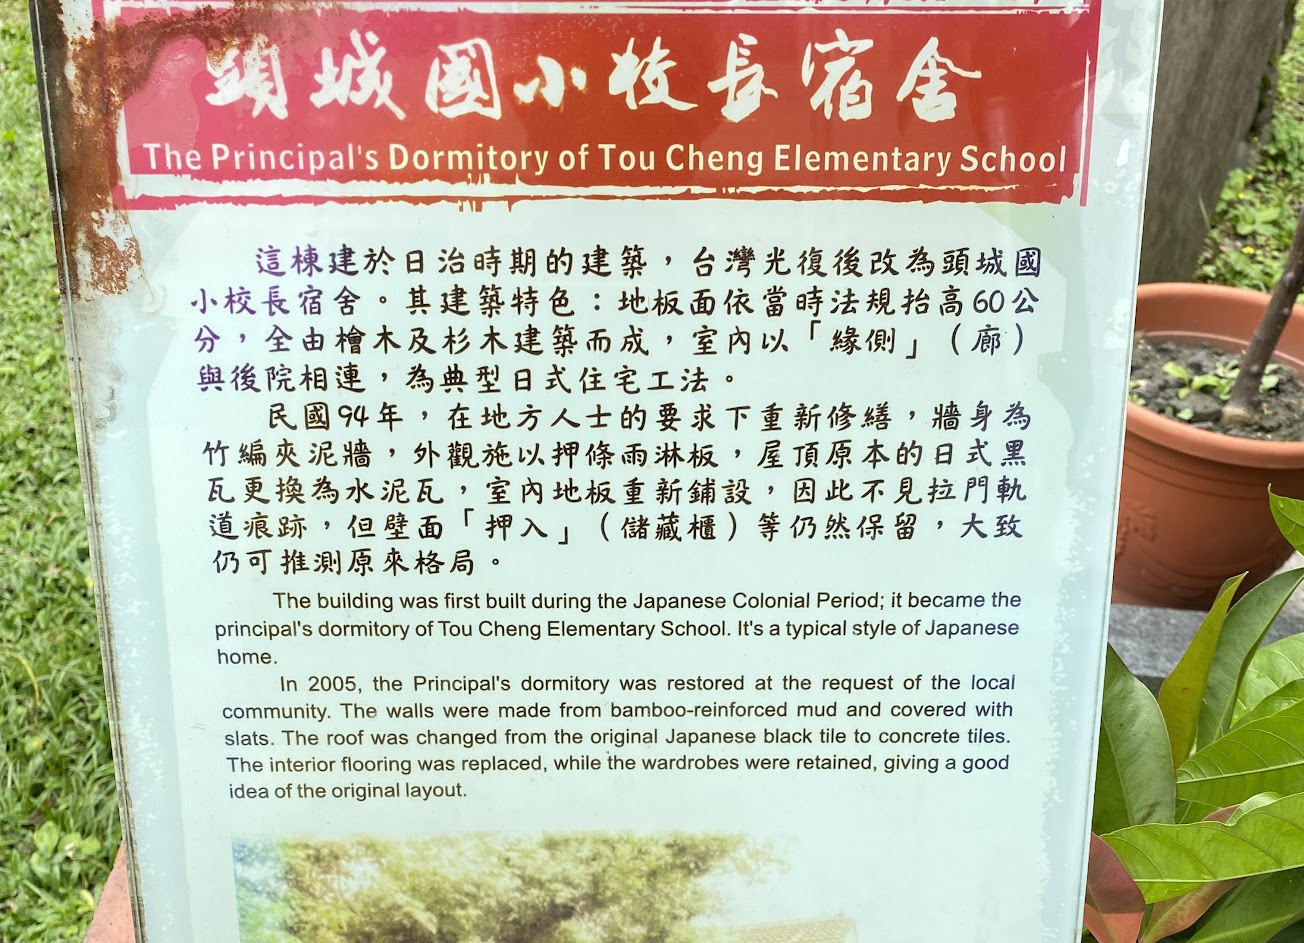 頭城國小校長宿舍
The Principal's Dormitory of Tou Cheng Elementary School
這棟建於日治時期的建築，台灣光復後改為頭城國
小校長宿舍。其建築特色：地板面依當時法規抬高60公
分，全由檜木及杉木建築而成，室內以「緣側」（廊）
與後院相連，為典型日式住宅工法。
民國94年，在地方人士的要求下重新修繕，牆身為
竹編夾泥牆，外觀施以押條雨淋板，屋頂原本的日式黑
瓦更換為水泥瓦，室內地板重新鋪設，因此不見拉門軌
道痕跡，但壁面「押入」（儲藏櫃）等仍然保留，大致
仍可推測原來格局。
The building was first built during the Japanese Colonial Period; it became the
principal's dormitory of Tou Cheng Elementary School. It's a typical style of Japanese
home.
In 2005, the Principal's dormitory was restored at the request of the local
community. The walls were made from bamboo-reinforced mud and covered with
slats. The roof was changed from the original Japanese black tile to concrete tiles.
The interior flooring was replaced, while the wardrobes were retained, giving a good
idea of the original layout.